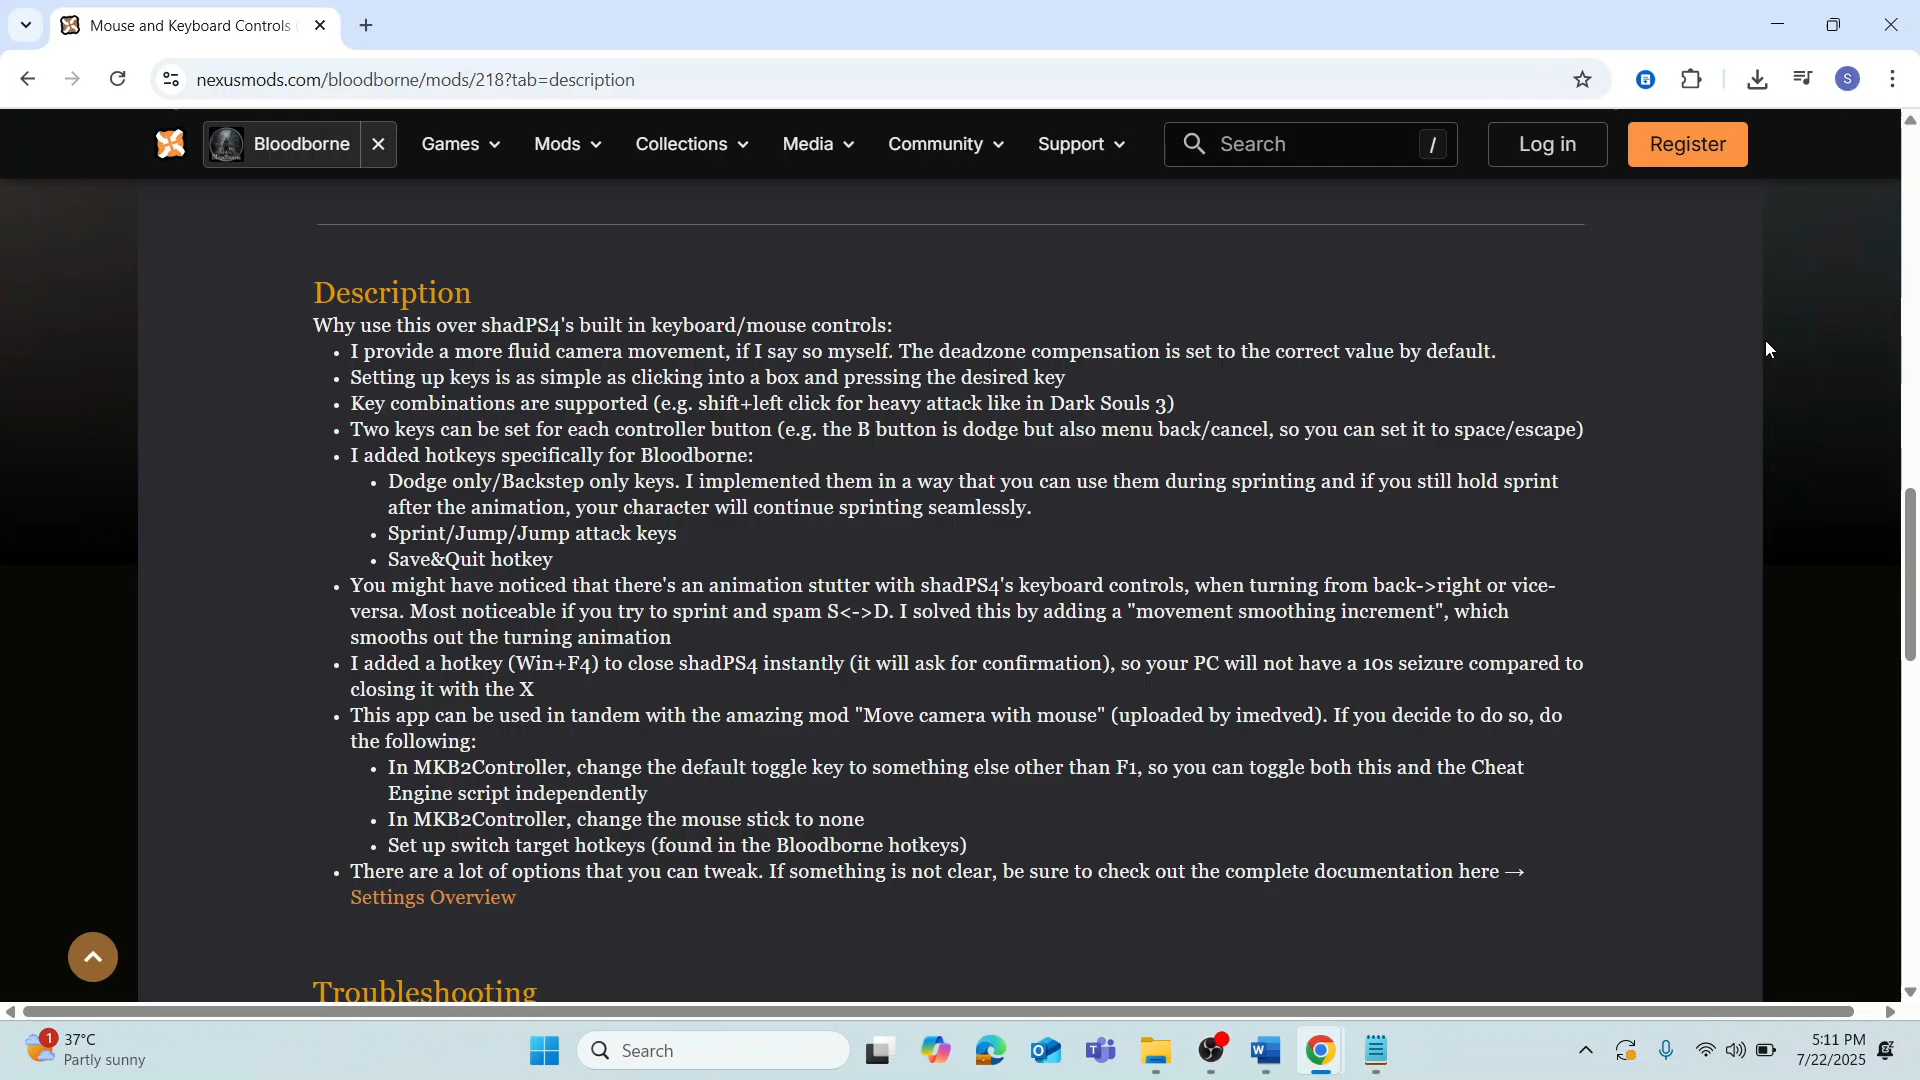 Mouse and Keyboard Controls
nexusmods.com/bloodborne/mods/218?tab=description
S
Bloodborne
Games
Mods
Collections
Media
Community
Support
Search
/
Log in
Register
Description
Why use this over shadPS4's built in keyboard/mouse controls:
• I provide a more fluid camera movement, if I say so myself. The deadzone compensation is set to the correct value by default.
• Setting up keys is as simple as clicking into a box and pressing the desired key
• Key combinations are supported (e.g. shift+left click for heavy attack like in Dark Souls 3)
• Two keys can be set for each controller button (e.g. the B button is dodge but also menu back/cancel, so you can set it to space/escape)
• I added hotkeys specifically for Bloodborne:
• Dodge only/Backstep only keys. I implemented them in a way that you can use them during sprinting and if you still hold sprint
after the animation, your character will continue sprinting seamlessly.
• Sprint/Jump/Jump attack keys
• Save&Quit hotkey
• You might have noticed that there's an animation stutter with shadPS4's keyboard controls, when turning from back->right or vice-
versa. Most noticeable if you try to sprint and spam S<->D. I solved this by adding a "movement smoothing increment", which
smooths out the turning animation
• I added a hotkey (Win+F4) to close shadPS4 instantly (it will ask for confirmation), so your PC will not have a 10s seizure compared to
closing it with the X
• This app can be used in tandem with the amazing mod "Move camera with mouse" (uploaded by imedved). If you decide to do so, do
the following:
• In MKB2Controller, change the default toggle key to something else other than F1, so you can toggle both this and the Cheat
Engine script independently
• In MKB2Controller, change the mouse stick to none
• Set up switch target hotkeys (found in the Bloodborne hotkeys)
• There are a lot of options that you can tweak. If something is not clear, be sure to check out the complete documentation here →
Settings Overview
Troubleshooting
1
37°C
Partly sunny
Search
5:11 PM
7/22/2025